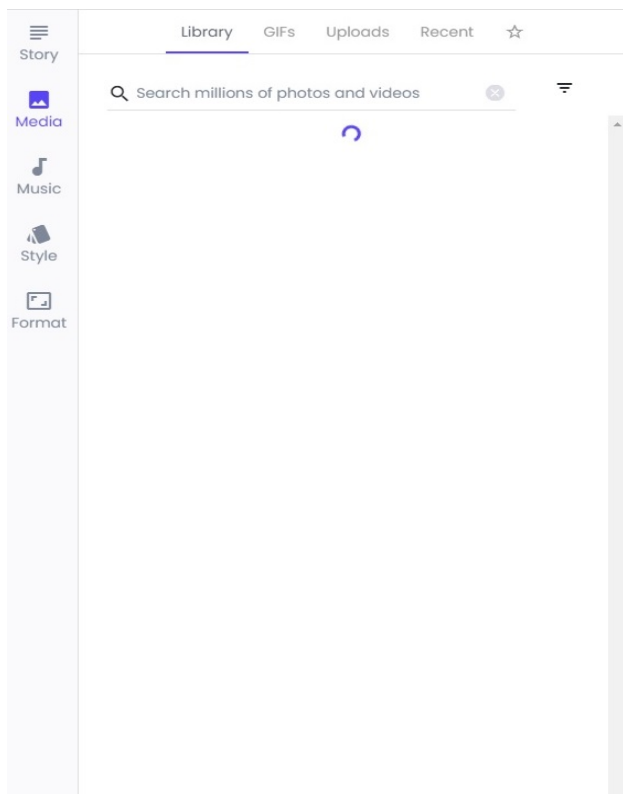 Story
Media
Music
Style
Format
Library GIFs Uploads Recent
Search millions of photos and videos